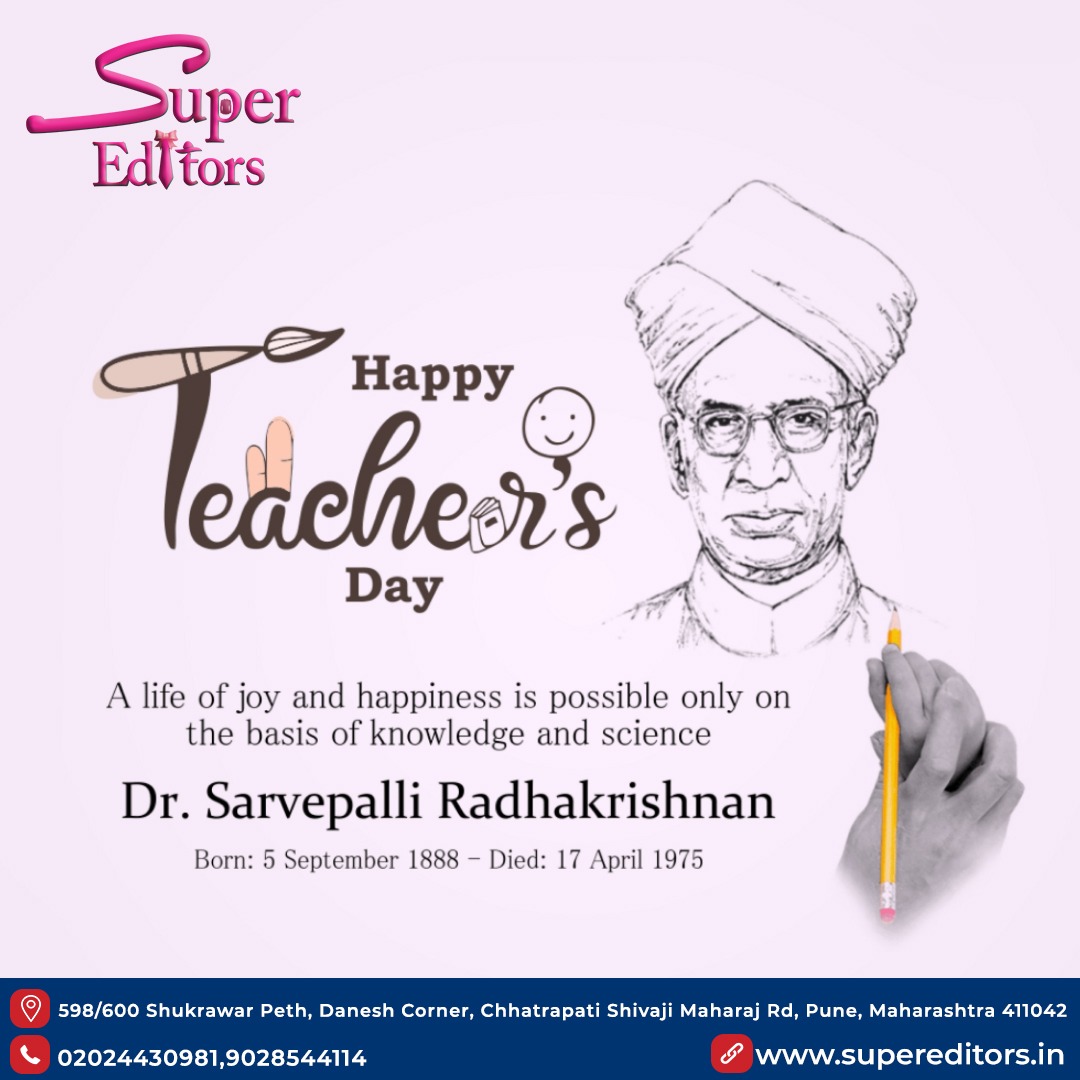 Super
Editors
Happy
Teacher's
Day
A life of joy and happiness is possible only on
the basis of knowledge and science
Dr. Sarvepalli Radhakrishnan
Born: 5 September 1888 – Died: 17 April 1975
598/600 Shukrawar Peth, Danesh Corner, Chhatrapati Shivaji Maharaj Rd, Pune, Maharashtra 411042
02024430981,9028544114
www.supereditors.in